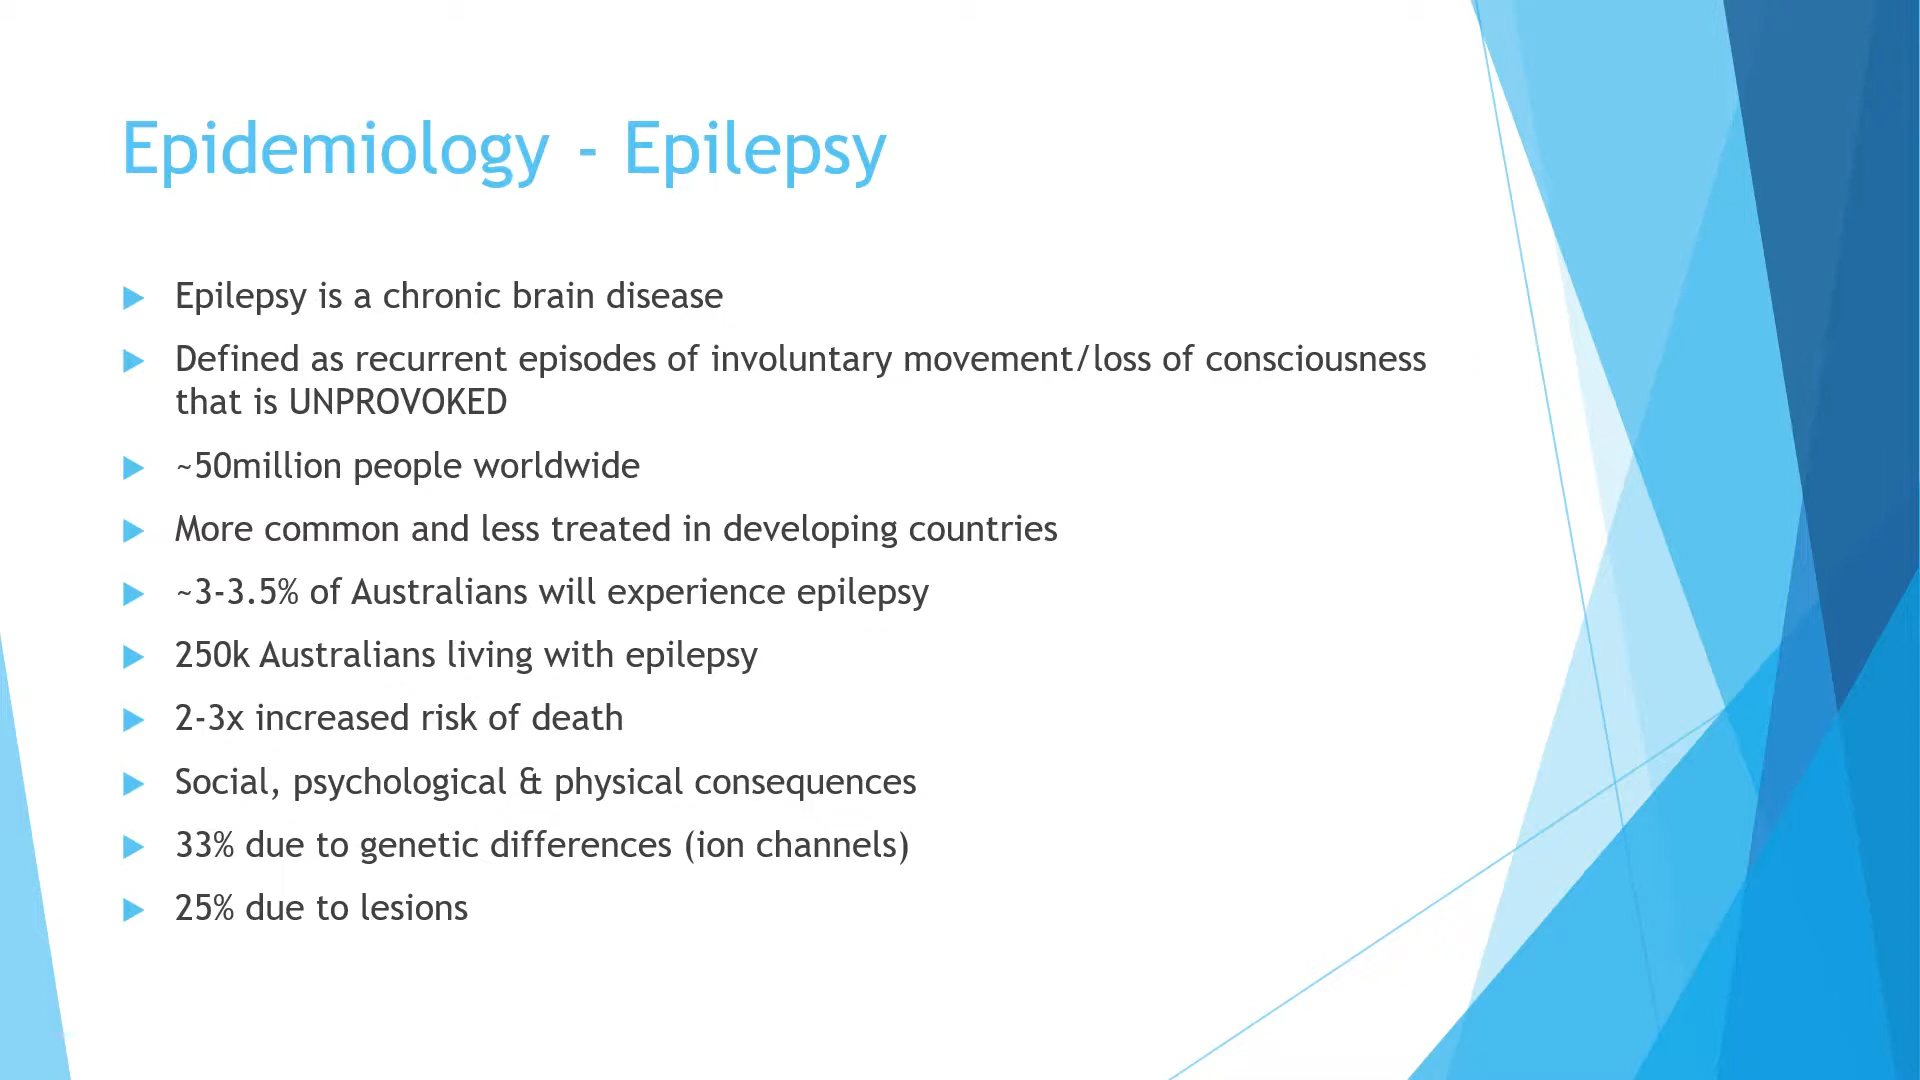 Epidemiology - Epilepsy
Epilepsy is a chronic brain disease
Defined as recurrent episodes of involuntary movement/loss of consciousness
that is UNPROVOKED
~50million people worldwide
More common and less treated in developing countries
~3-3.5% of Australians will experience epilepsy
250k Australians living with epilepsy
2-3x increased risk of death
Social, psychological & physical consequences
33% due to genetic differences (ion channels)
25% due to lesions